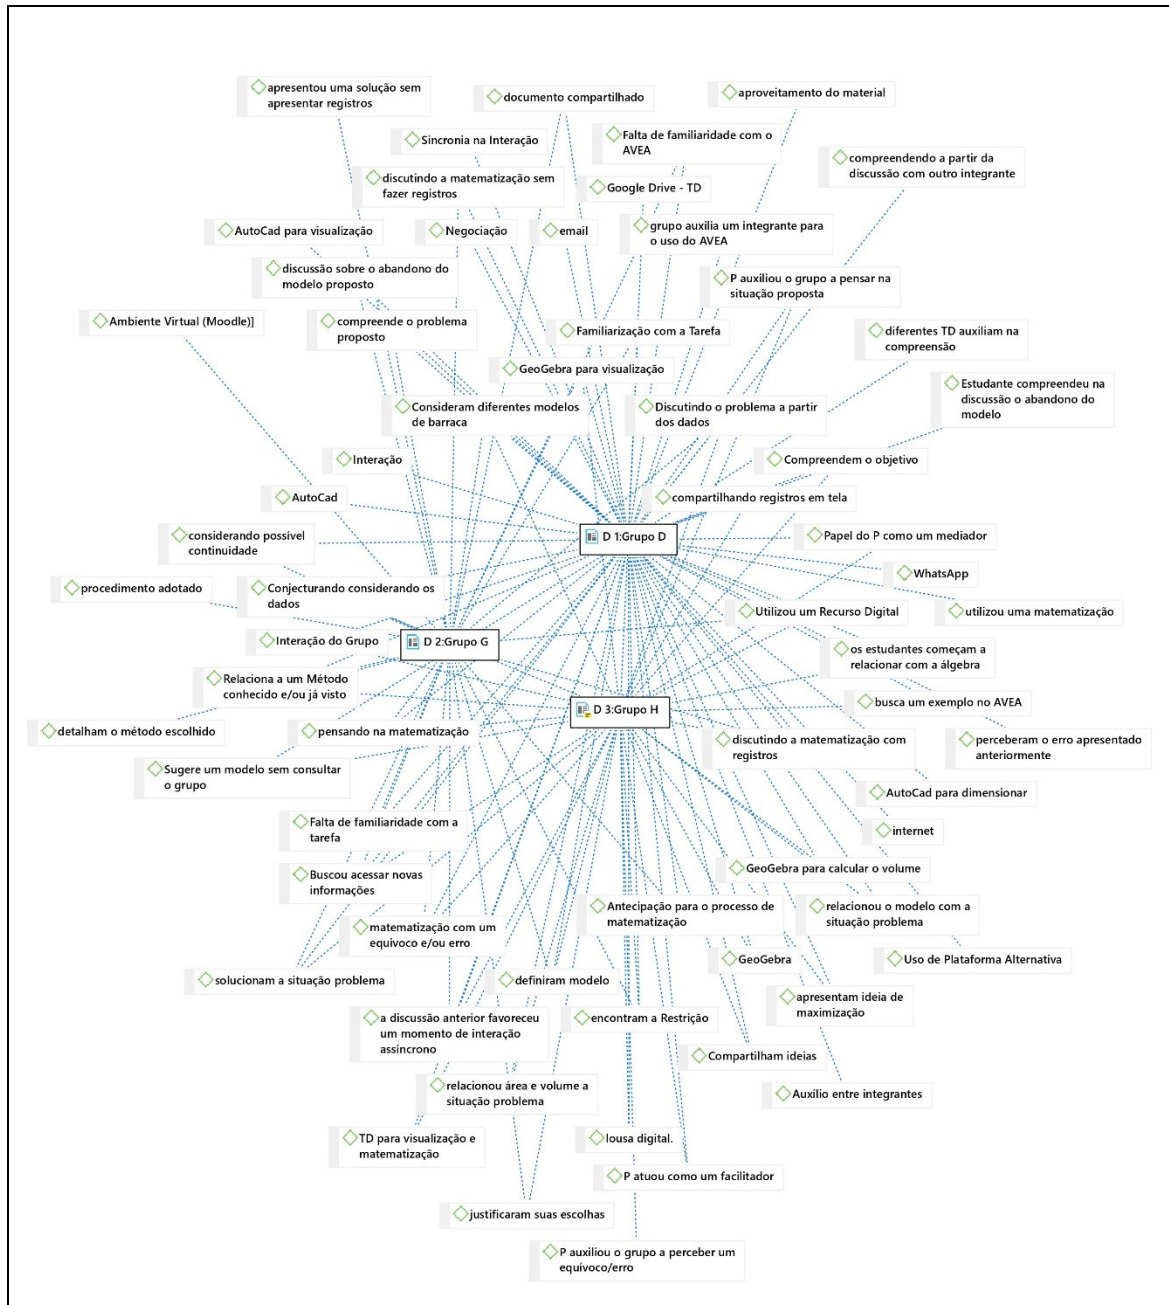 apresentou uma solução sem
apresentar registros
documento compartilhado
aproveitamento do material
Sincronia na Interação
Falta de familiaridade com o
AVEA
compreendendo a partir da
discussão com outro integrante
discutindo a matematização sem
fazer registros
Google Drive - TD
AutoCad para visualização
Negociação
email
grupo auxilia um integrante para
o uso do AVEA
discussão sobre o abandono do
modelo proposto
P auxiliou o grupo a pensar na
situação proposta
Ambiente Virtual (Moodle)]
compreende o problema
proposto
Familiarização com a Tarefa
diferentes TD auxiliam na
compreensão
GeoGebra para visualização
Estudante compreendeu na
discussão o abandono do
modelo
Consideram diferentes modelos
de barraca
Discutindo o problema a partir
dos dados
Interação
Compreendem o objetivo
AutoCad
compartilhando registros em tela
considerando possível
continuidade
D 1:Grupo D
Papel do P como um mediador
WhatsApp
procedimento adotado
Conjecturando considerando os
dados
Utilizou um Recurso Digital
utilizou uma matematização
Interação do Grupo
D 2:Grupo G
os estudantes começam a
relacionar com a álgebra
Relaciona a um Método
conhecido e/ou já visto
D 3:Grupo H
busca um exemplo no AVEA
detalham o método escolhido
pensando na matematização
discutindo a matematização com
registros
perceberam o erro apresentado
anteriormente
Sugere um modelo sem consultar
o grupo
AutoCad para dimensionar
Falta de familiaridade com a
tarefa
internet
Buscou acessar novas
informações
GeoGebra para calcular o volume
matematização com um
equivoco e/ou erro
Antecipação para o processo de
matematização
relacionou o modelo com a
situação problema
solucionam a situação problema
definiram modelo
GeoGebra
Uso de Plataforma Alternativa
a discussão anterior favoreceu
um momento de interação
assíncrono
encontram a Restrição
apresentam ideia de
maximização
Compartilham ideias
relacionou área e volume a
situação problema
Auxílio entre integrantes
TD para visualização e
matematização
lousa digital.
P atuou como um facilitador
justificaram suas escolhas
P auxiliou o grupo a perceber um
equívoco/erro